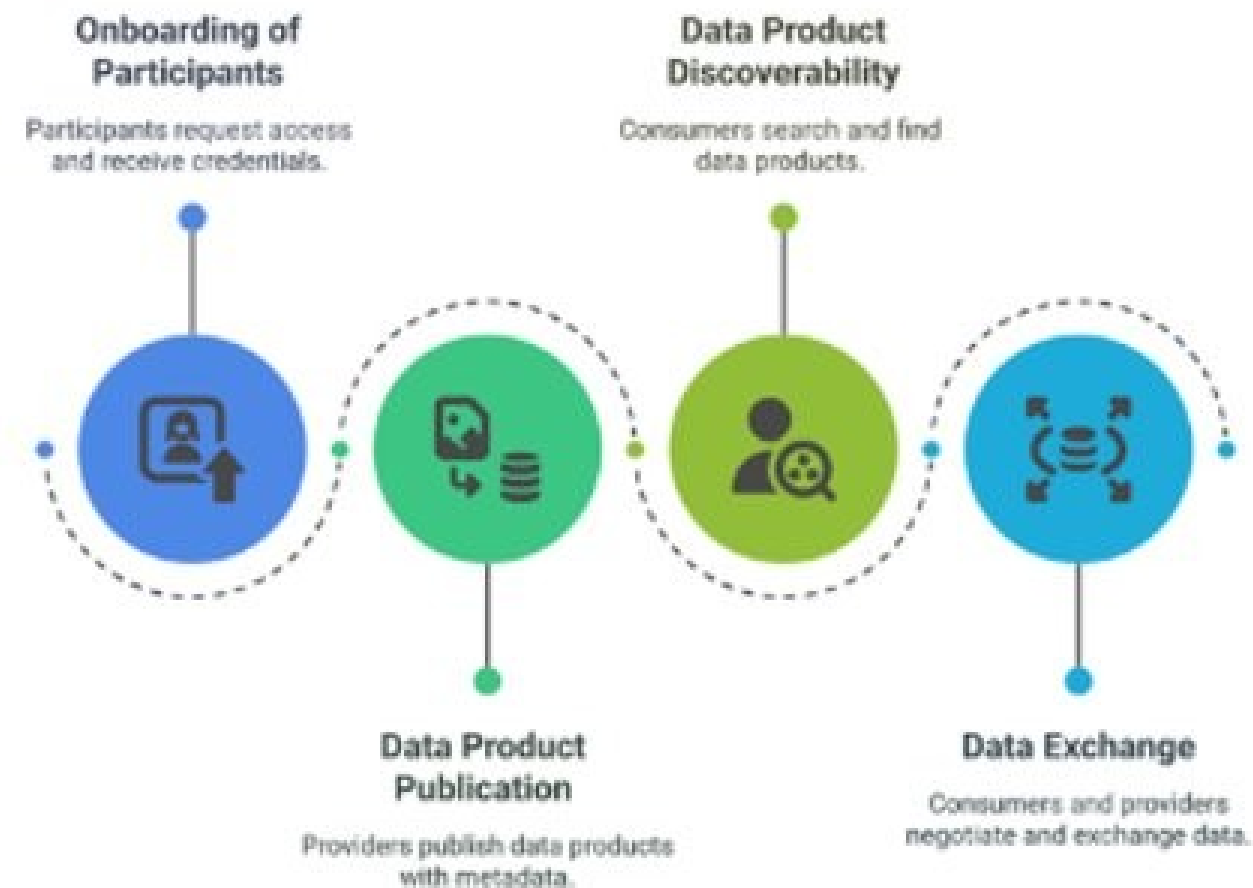 Onboarding of
Participants
Participants request access
and receive credentials.
Data Product
Publication
Providers publish data products
with metadata.
Data Product
Discoverability
Consumers search and find
data products.
Data Exchange
Consumers and providers
negotiate and exchange data.